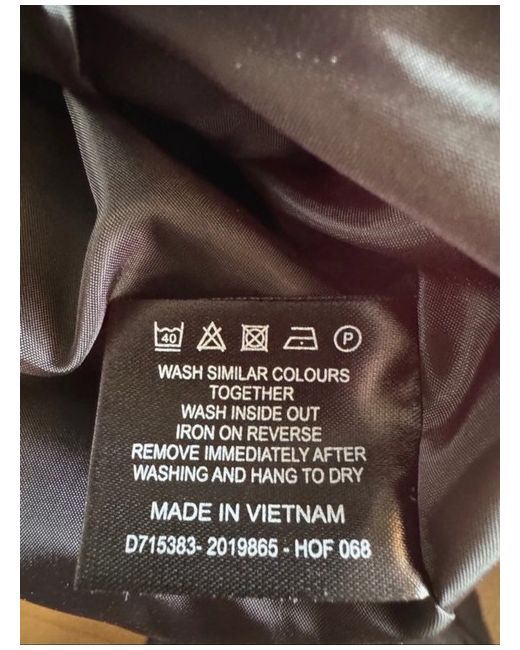 40 P
WASH SIMILAR COLOURS
TOGETHER
WASH INSIDE OUT
IRON ON REVERSE
REMOVE IMMEDIATELY AFTER
WASHING AND HANG TO DRY
MADE IN VIETNAM
D715383- 2019865 - HOF 068